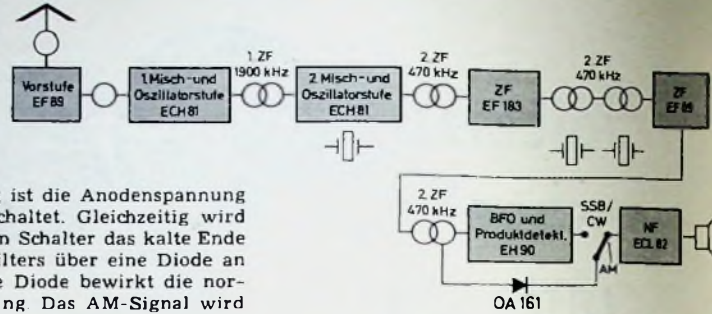 1. ZF
1900 kHz
2. ZF
470 kHz
2. ZF
470 kHz
Vorstufe
EF 89
1. Misch- und
Oszillatorstufe
ECH 81
2. Misch- und
Oszillatorstufe
ECH 81
ZF
EF 183
ZF
EF 89
ist die Anodenspannung
chaltet. Gleichzeitig wird
n Schalter das kalte Ende
ilters über eine Diode an
e Diode bewirkt die nor-
ng. Das AM-Signal wird
2. ZF
470 kHz
BFO und
Produktdetekt.
EH 90
SSB/
CW
AM
NF
ECL 82
OA 161